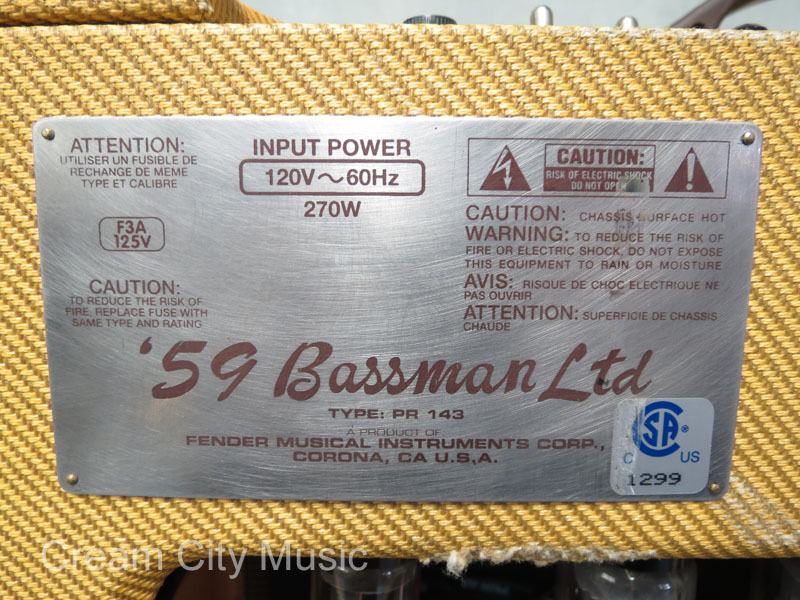 ATTENTION:
UTILISER UN FUSIBLE DE
RECHANGE DE MEME
TYPE ET CALIBRE
F3A
125V
CAUTION:
TO REDUCE THE RISK OF
FIRE, REPLACE FUSE WITH
SAME TYPE AND RATING
INPUT POWER
120V~60Hz
270W
CAUTION:
RISK OF ELECTRIC SHOCK
DO NOT OPEN
CAUTION: CHASSIS SURFACE HOT
WARNING: TO REDUCE THE RISK OF
FIRE OR ELECTRIC SHOCK, DO NOT EXPOSE
THIS EQUIPMENT TO RAIN OR MOISTURE
AVIS: RISQUE DE CHOC ELECTRIQUE NE
PAS OUVRIR
ATTENTION: SUPERFICIE DE CHASSIS
CHAUDE
'59 Bassman Ltd
TYPE: PR 143
A PRODUCT OF
FENDER MUSICAL INSTRUMENTS CORP.,
CORONA, CA U.S.A.
SA®
C US
1299
Cream City Music